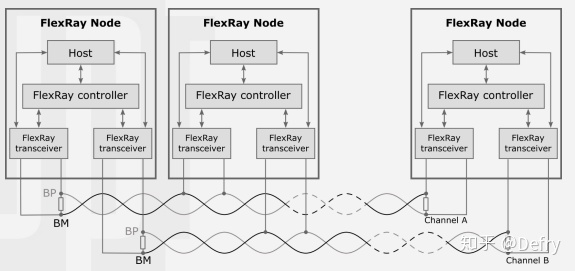 FlexRay Node
FlexRay Node
FlexRay Node
Host
Host
Host
FlexRay controller
FlexRay controller
FlexRay controller
FlexRay
transceiver
FlexRay
transceiver
FlexRay
transceiver
FlexRay
transceiver
FlexRay
transceiver
FlexRay
transceiver
BP
BM
Channel A
BP
BM
Channel B
知乎 @Defry